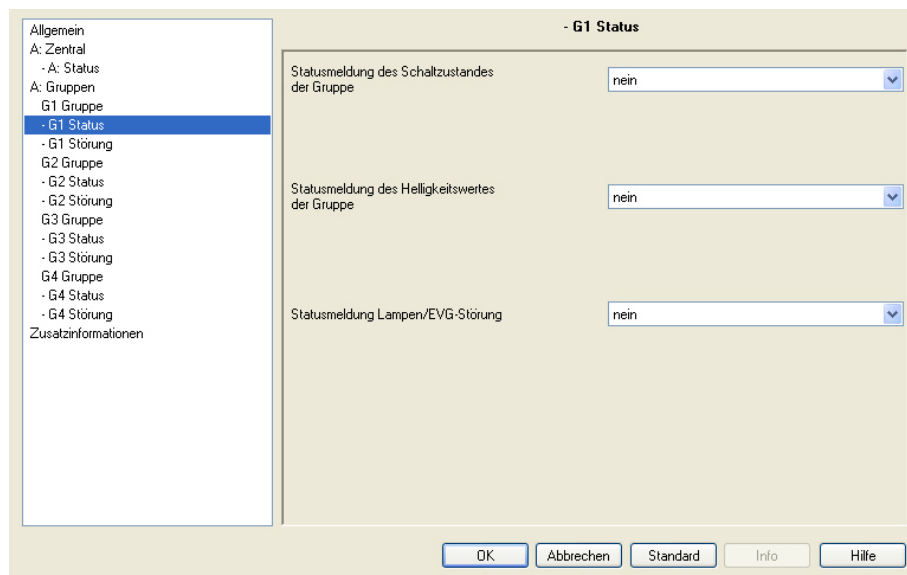 Allgemein
A: Zentral
- A: Status
A: Gruppen
G1 Gruppe
- G1 Status
- G1 Störung
G2 Gruppe
- G2 Status
- G2 Störung
G3 Gruppe
- G3 Status
- G3 Störung
G4 Gruppe
- G4 Status
- G4 Störung
Zusatzinformationen
- G1 Status
Statusmeldung des Schaltzustandes
der Gruppe
nein
Statusmeldung des Helligkeitswertes
der Gruppe
nein
Statusmeldung Lampen/EVG-Störung
nein
OK
Abbrechen
Standard
Info
Hilfe